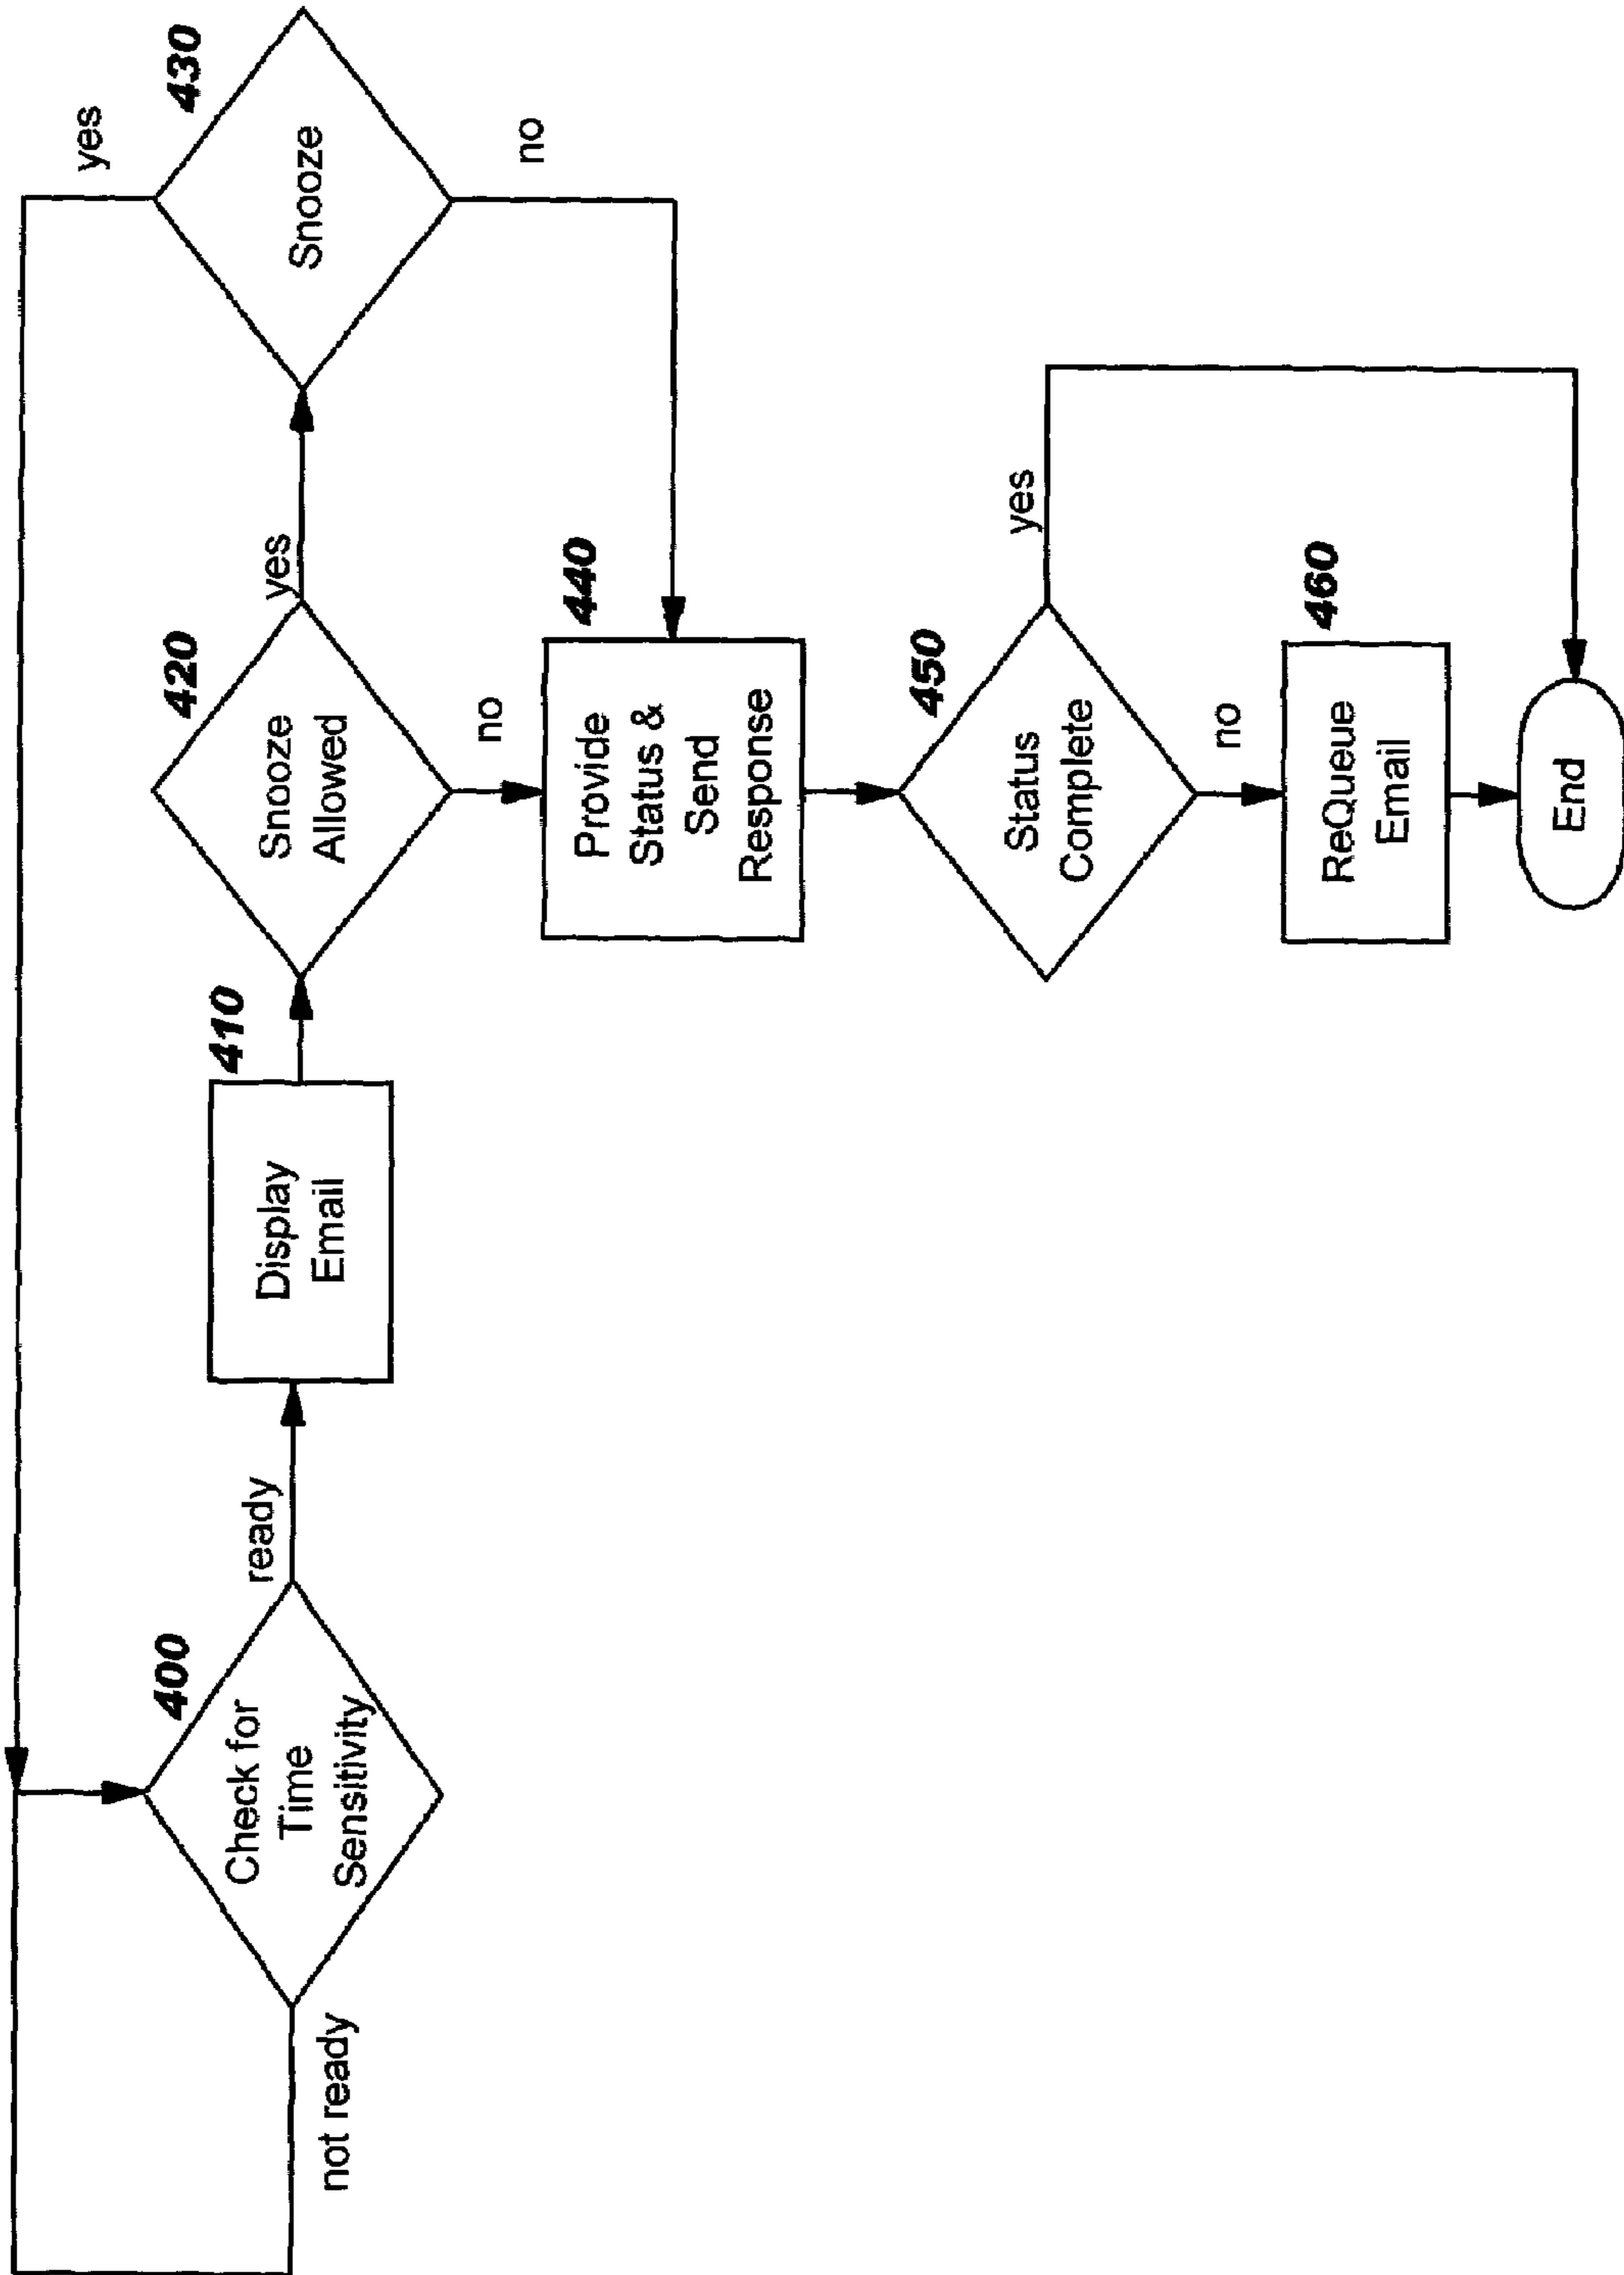 400
Check for
Time
Sensitivity
not ready
ready
410
Display
Email
420
Snooze
Allowed
yes
no
430
Snooze
yes
no
440
Provide
Status &
Send
Response
450
Status
Complete
yes
no
460
ReQueue
Email
End